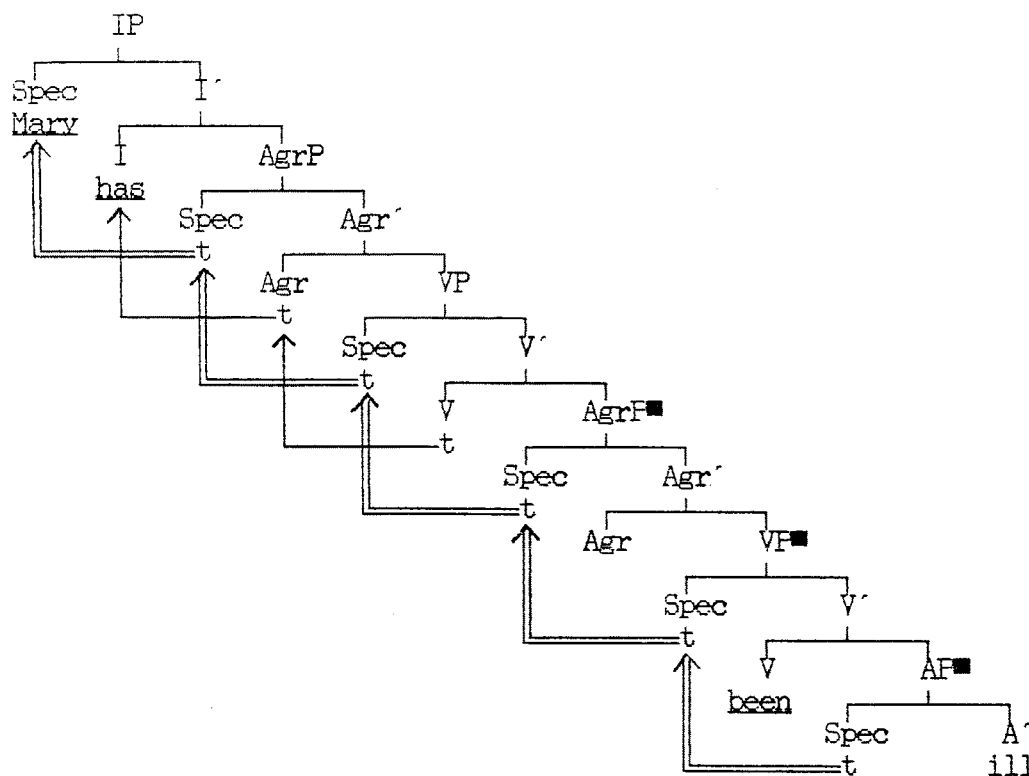 IP
Spec I´
Mary
I AgrP
has
Spec Agr´
t
Agr VP
t
Spec V´
t
V AgrP■
t
Spec Agr´
t
Agr VP■
Spec V´
t
V AP■
been
Spec A´
t ill